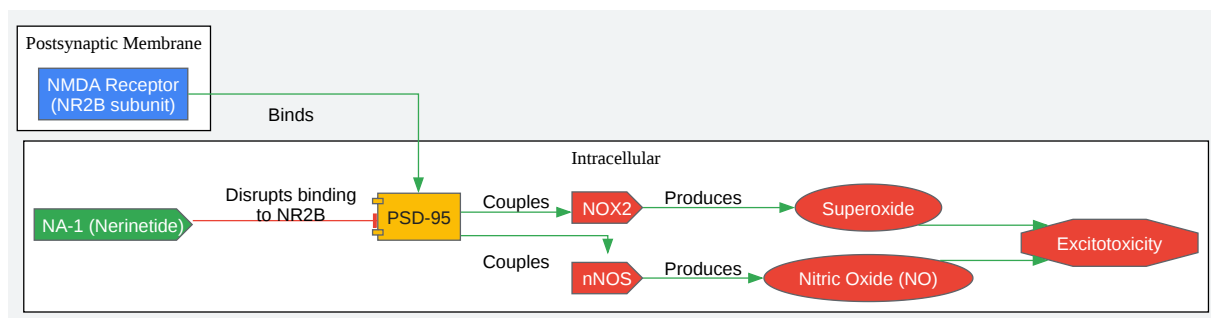 Postsynaptic Membrane
NMDA Receptor
(NR2B subunit)
Binds
Intracellular
Disrupts binding
to NR2B
NA-1 (Nerinetide)
PSD-95
Couples
NOX2
Produces
Superoxide
Couples
nNOS
Produces
Nitric Oxide (NO)
Excitotoxicity